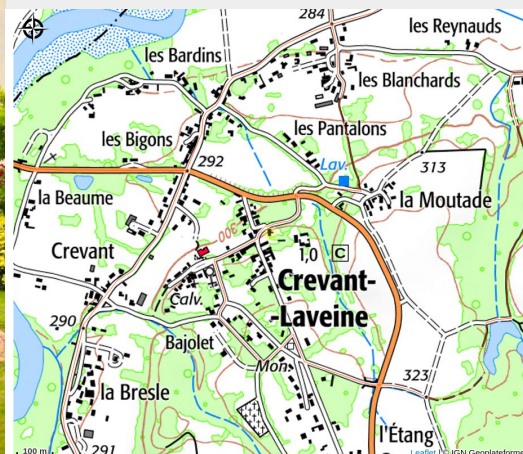 284
les Reynauds
les Bardins
les Blanchards
les Bigons
les Pantalons
292
Lav.
313
la Beaume
la Moutade
300
Crevant
1,0
C
Crevant-
-Laveine
Calv.
290
Bajolet
Mon.
323
la Bresle
l'Étang
291
100 m
Leaflet | © IGN Geoplateforme